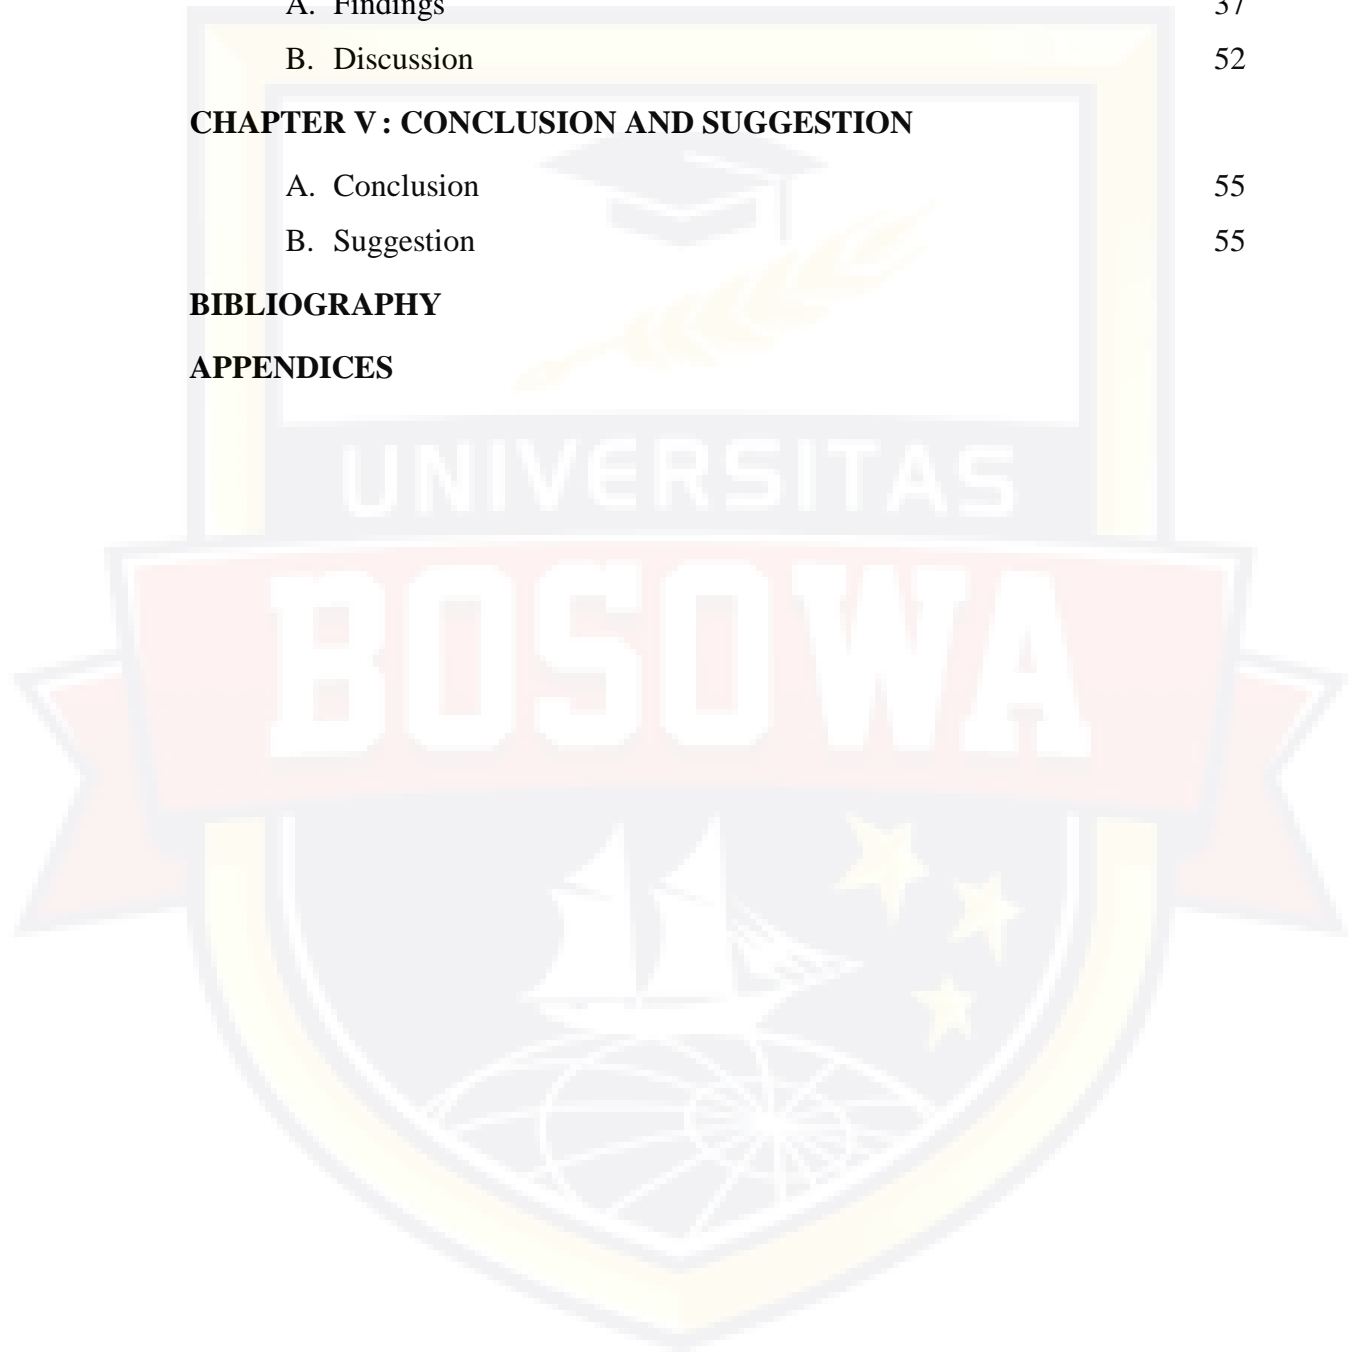 A. Findings 37
B. Discussion 52
CHAPTER V : CONCLUSION AND SUGGESTION
A. Conclusion 55
B. Suggestion 55
BIBLIOGRAPHY
APPENDICES
UNIVERSITAS
BOSOWA